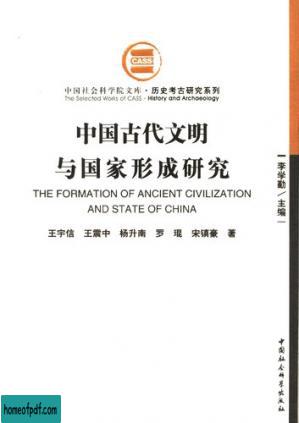 CASS
中国社会科学院文库·历史考古研究系列
The Selected Works of CASS · History and Archaeology
中国古代文明
与国家形成研究
THE FORMATION OF ANCIENT CIVILIZATION
AND STATE OF CHINA
王宇信 王震中 杨升南 罗 琨 宋镇豪 著
李学勤/主编
中国社会科学出版社
homeofpdf.com